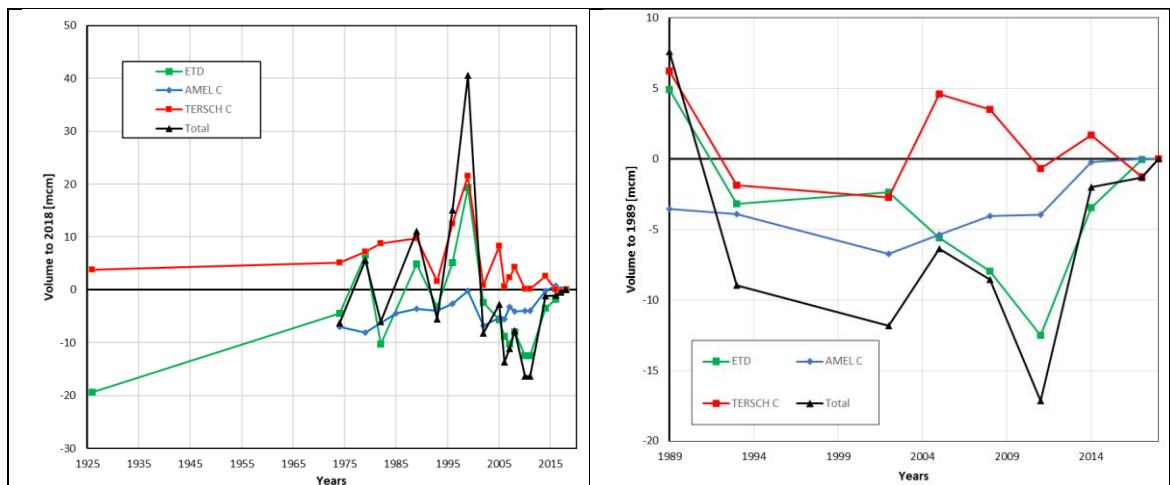 50
40
30
20
10
0
-10
-20
-30
Volume to 2018 [mcm]
ETD
AMEL C
TERSCH C
Total
1925 1935 1945 1955 1965 1975 1985 1995 2005 2015
Years
10
5
0
-5
-10
-15
-20
Volume to 1989 [mcm]
ETD AMEL C
TERSCH C Total
1989 1994 1999 2004 2009 2014
Years